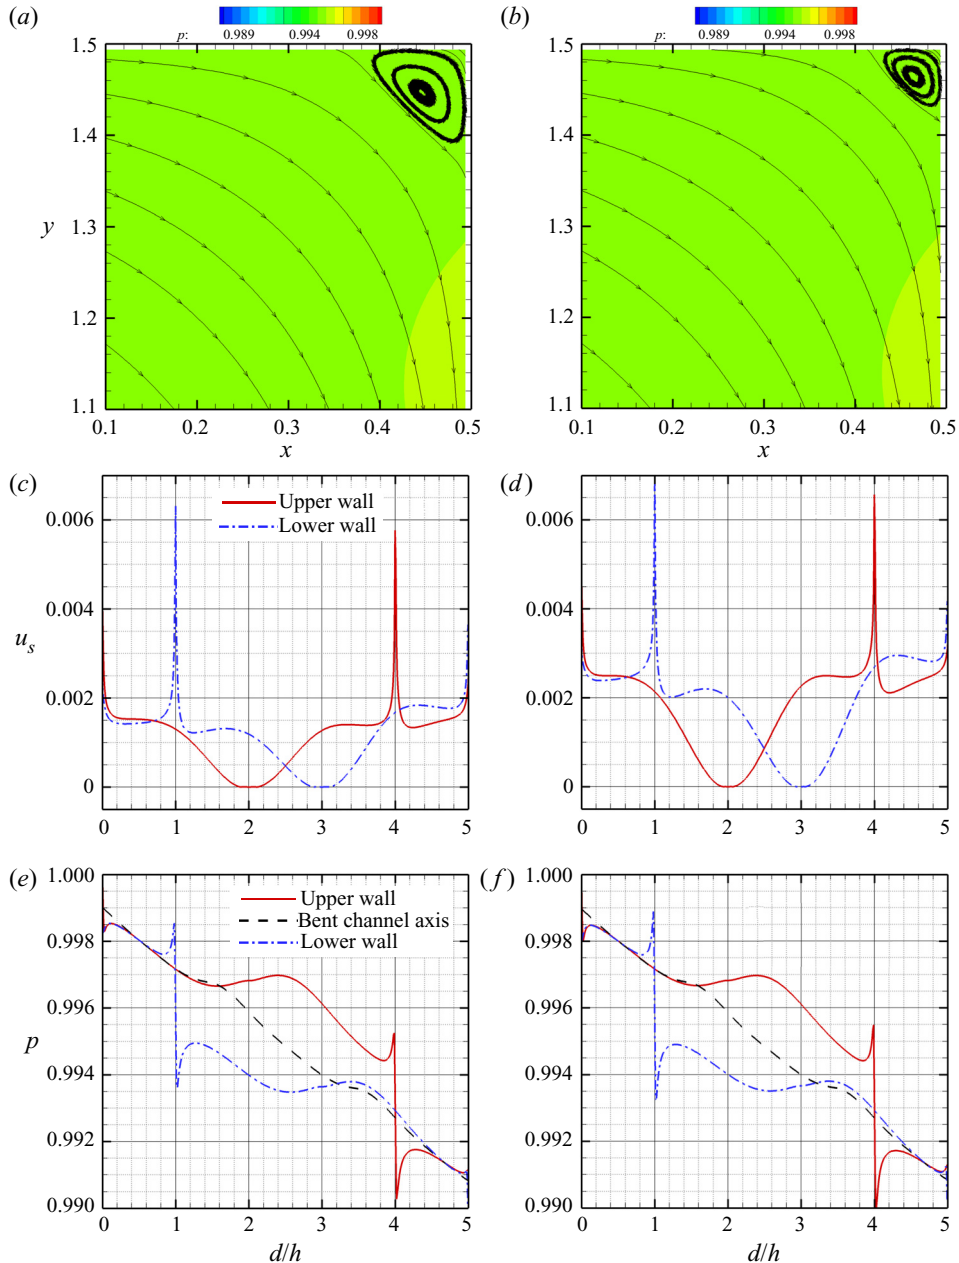 (a) p: 0.989 0.994 0.998
(b) p: 0.989 0.994 0.998
1.5
1.4
1.3
y
1.2
1.1
0.1 0.2 0.3 0.4 0.5
x
1.5
1.4
1.3
1.2
1.1
0.1 0.2 0.3 0.4 0.5
x
(c)
Upper wall
Lower wall
0.006
0.004
u_s
0.002
0
0 1 2 3 4 5
(d)
0.006
0.004
0.002
0
0 1 2 3 4 5
(e)
Upper wall
Bent channel axis
Lower wall
1.000
0.998
0.996
p
0.994
0.992
0.990
0 1 2 3 4 5
d/h
(f)
1.000
0.998
0.996
0.994
0.992
0.990
0 1 2 3 4 5
d/h